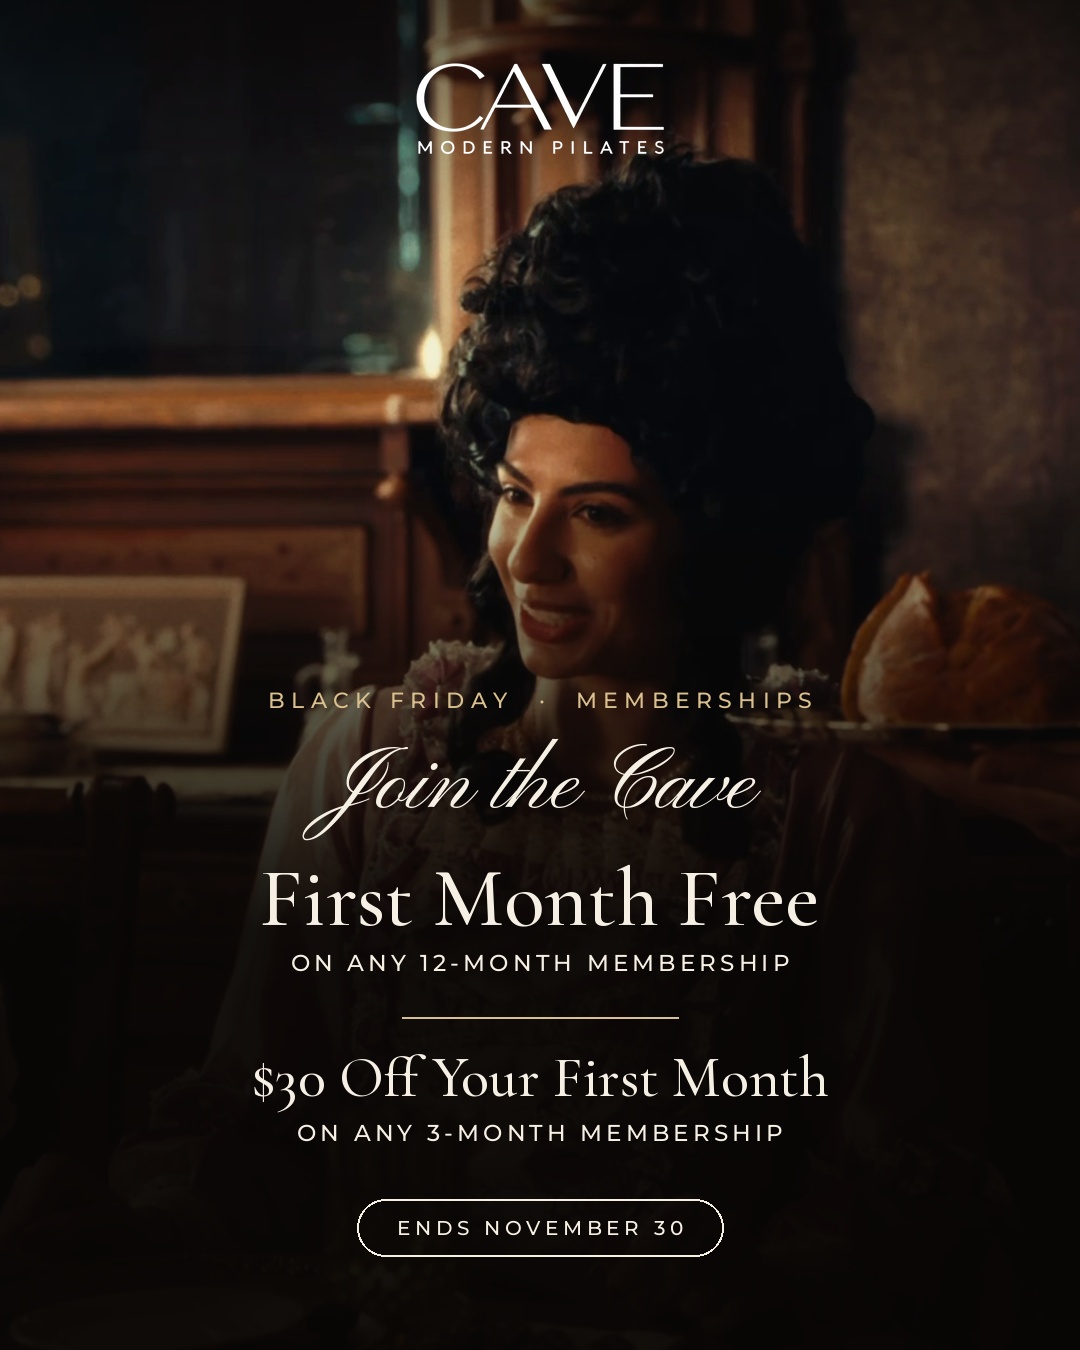 CAVE
MODERN PILATES
BLACK FRIDAY · MEMBERSHIPS
Join the Cave
First Month Free
ON ANY 12-MONTH MEMBERSHIP
$30 Off Your First Month
ON ANY 3-MONTH MEMBERSHIP
ENDS NOVEMBER 30